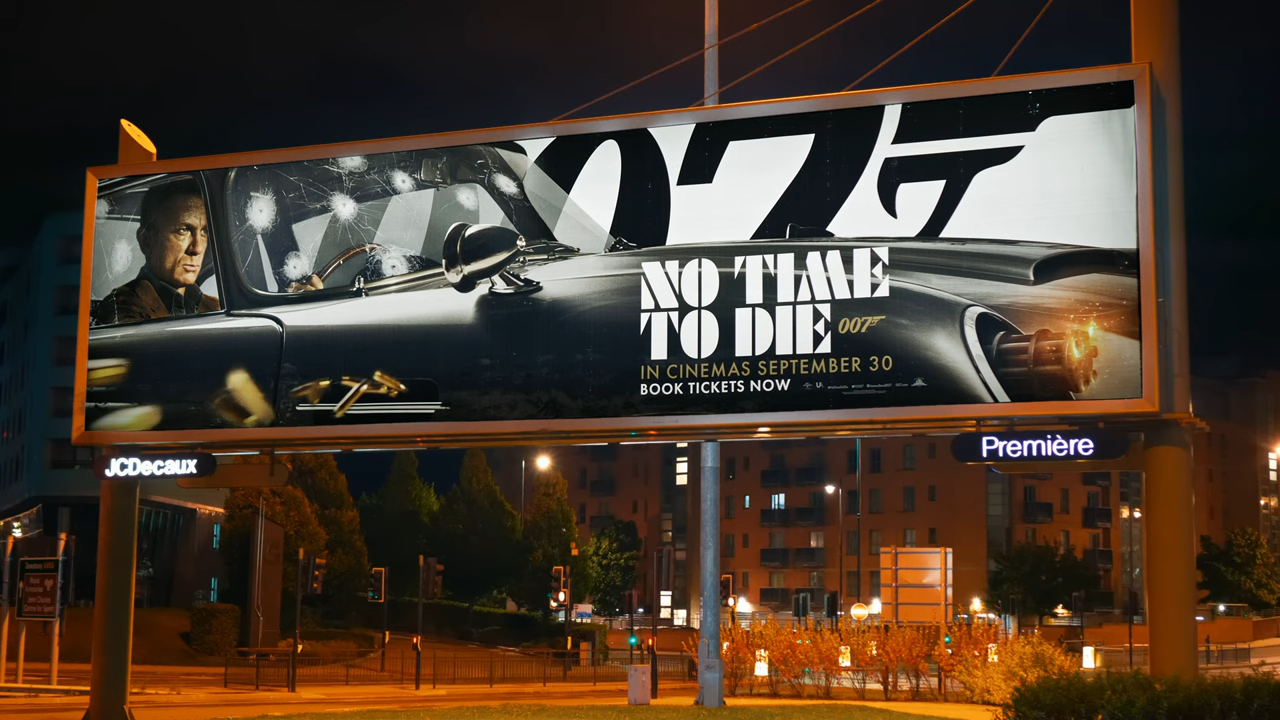 007
NO TIME
TO DIE 007
IN CINEMAS SEPTEMBER 30
BOOK TICKETS NOW
JCDecaux
Première